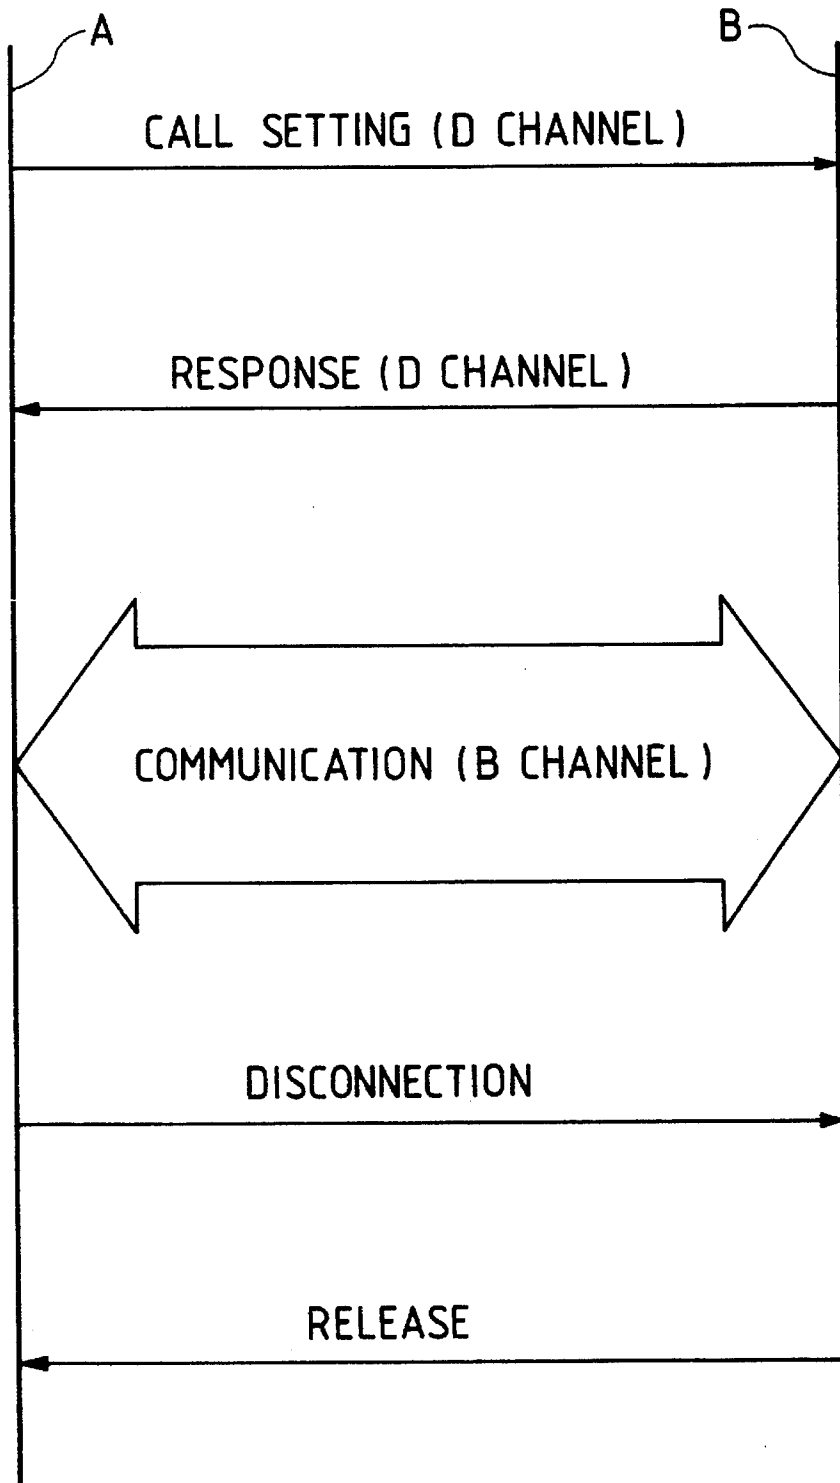 A
B
CALL SETTING (D CHANNEL)
RESPONSE (D CHANNEL)
COMMUNICATION (B CHANNEL)
DISCONNECTION
RELEASE